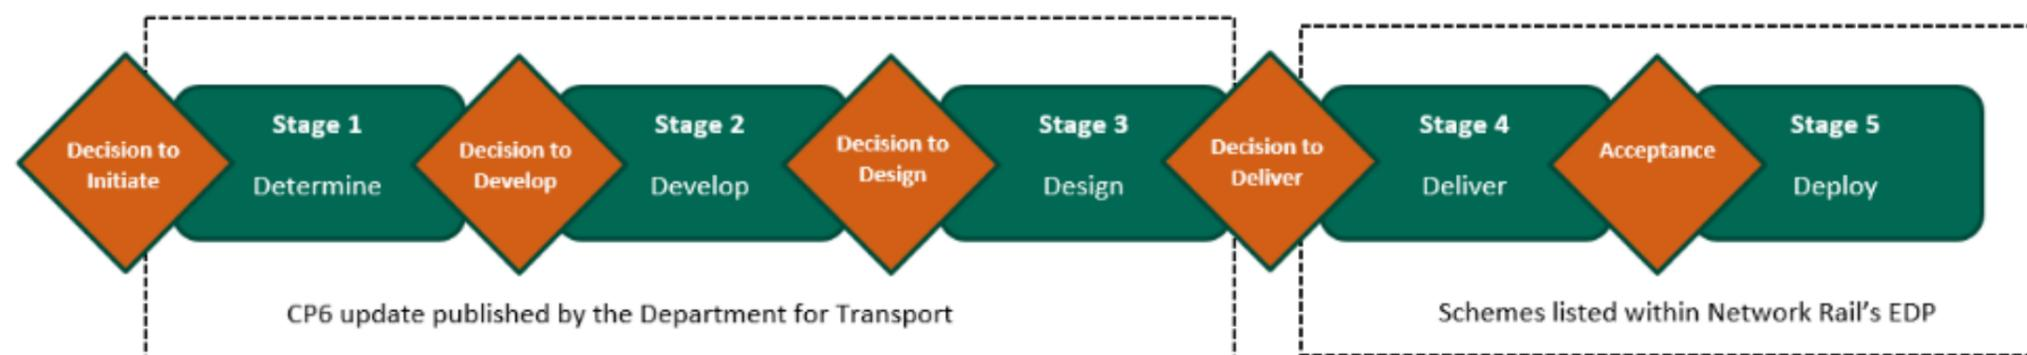 Decision to
Initiate
Stage 1
Determine
Decision to
Develop
Stage 2
Develop
Decision to
Design
Stage 3
Design
Decision to
Deliver
Stage 4
Deliver
Acceptance
Stage 5
Deploy
CP6 update published by the Department for Transport
Schemes listed within Network Rail's EDP